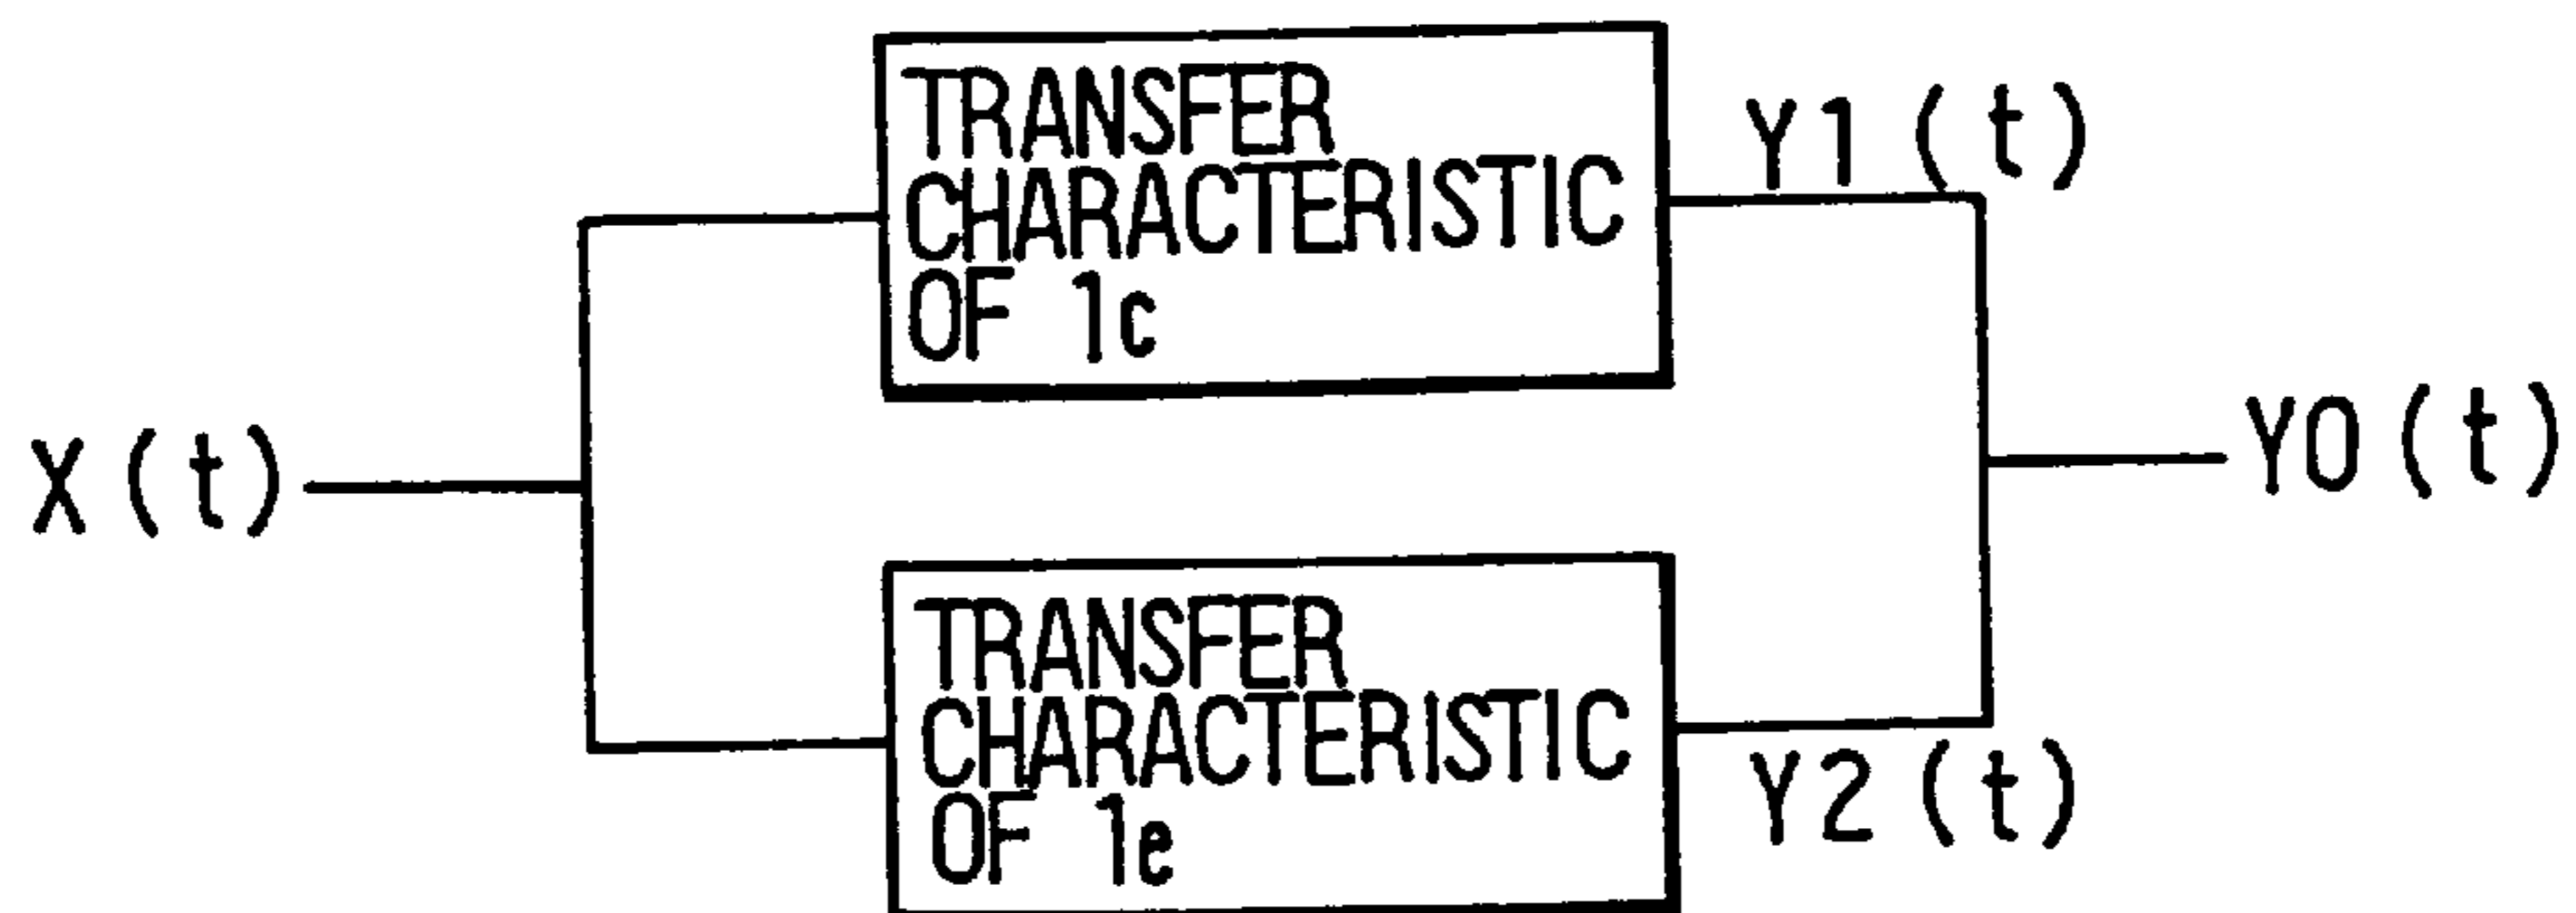 TRANSFER
CHARACTERISTIC
OF 1c
Y1(t)
X(t)
Y0(t)
TRANSFER
CHARACTERISTIC
OF 1e
Y2(t)